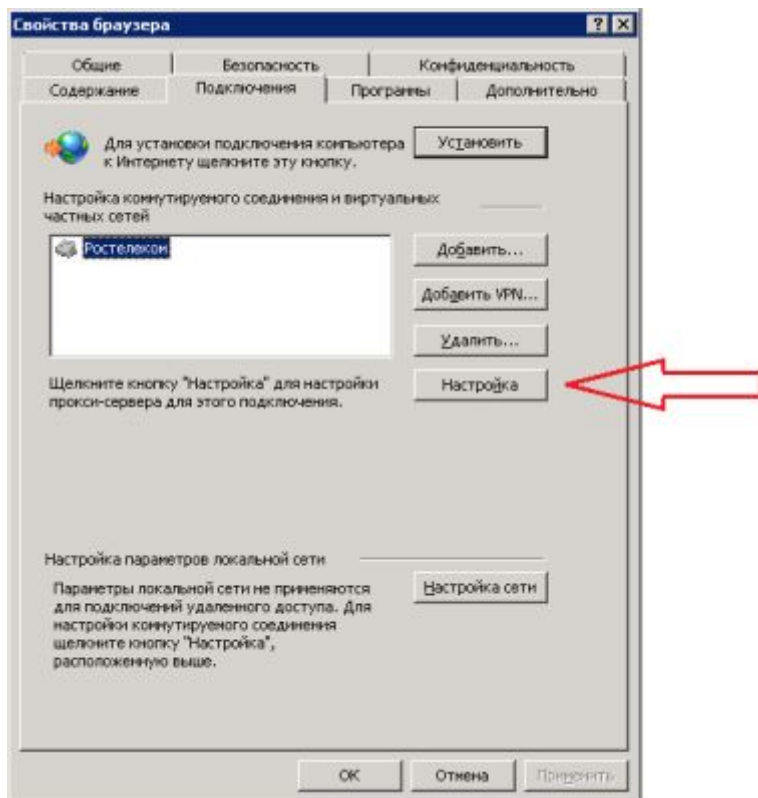 Свойства браузера
Общие
Безопасность
Конфиденциальность
Содержание
Подключения
Программы
Дополнительно
Для установки подключения компьютера
к Интернету щелкните эту кнопку.
Установить
Настройка коммутируемого соединения и виртуальных
частных сетей
Ростелеком
Добавить...
Добавить VPN...
Удалить...
Щелкните кнопку "Настройка" для настройки
прокси-сервера для этого подключения.
Настройка
Настройка параметров локальной сети
Параметры локальной сети не применяются
для подключений удаленного доступа. Для
настройки коммутируемого соединения
щелкните кнопку "Настройка",
расположенную выше.
Настройка сети
OK
Отмена
Применить